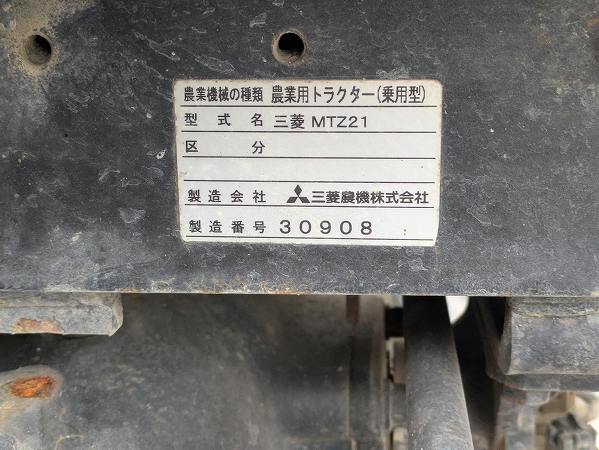 農業機械の種類 農業用トラクター(乗用型)
型式名 三菱 MTZ21
区分
製造会社 三菱農機株式会社
製造番号 30908